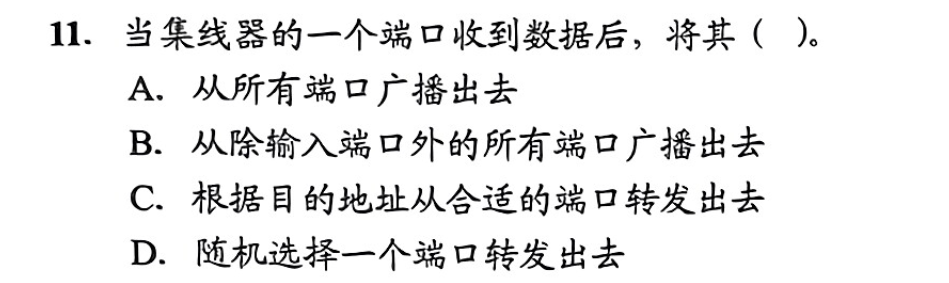 11. 当集线器的一个端口收到数据后，将其（ ）。
A. 从所有端口广播出去
B. 从除输入端口外的所有端口广播出去
C. 根据目的地址从合适的端口转发出去
D. 随机选择一个端口转发出去